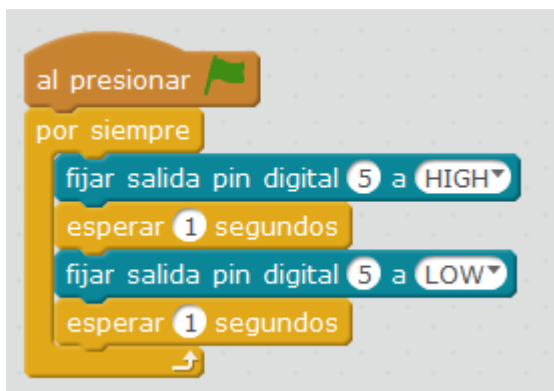 al presionar
por siempre
fijar salida pin digital 5 a HIGH
esperar 1 segundos
fijar salida pin digital 5 a LOW
esperar 1 segundos